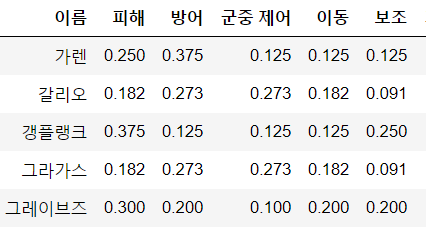 이름 피해 방어 군중 제어 이동 보조
가렌 0.250 0.375 0.125 0.125 0.125
갈리오 0.182 0.273 0.273 0.182 0.091
갱플랭크 0.375 0.125 0.125 0.125 0.250
그라가스 0.182 0.273 0.273 0.182 0.091
그레이브즈 0.300 0.200 0.100 0.200 0.200